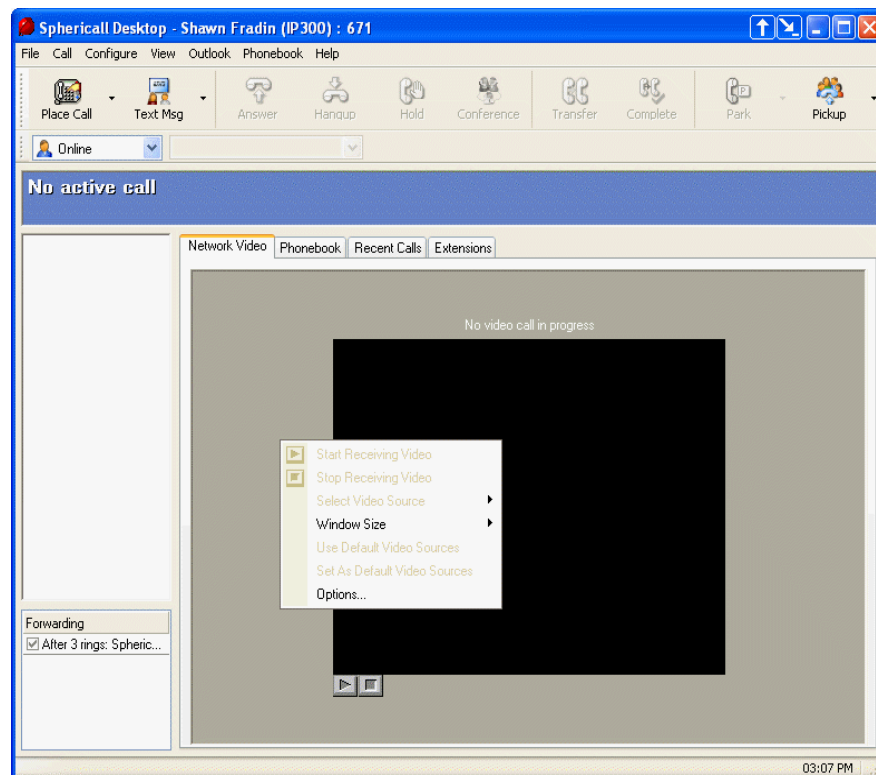 Sphericall Desktop - Shawn Fradin (IP300) : 671
File Call Configure View Outlook Phonebook Help
Place Call Text Msg Answer Hangup Hold Conference Transfer Complete Park Pickup
Online
No active call
Network Video Phonebook Recent Calls Extensions
No video call in progress
Start Receiving Video
Stop Receiving Video
Select Video Source
Window Size
Use Default Video Sources
Set As Default Video Sources
Options...
Forwarding
After 3 rings: Spheric...
03:07 PM